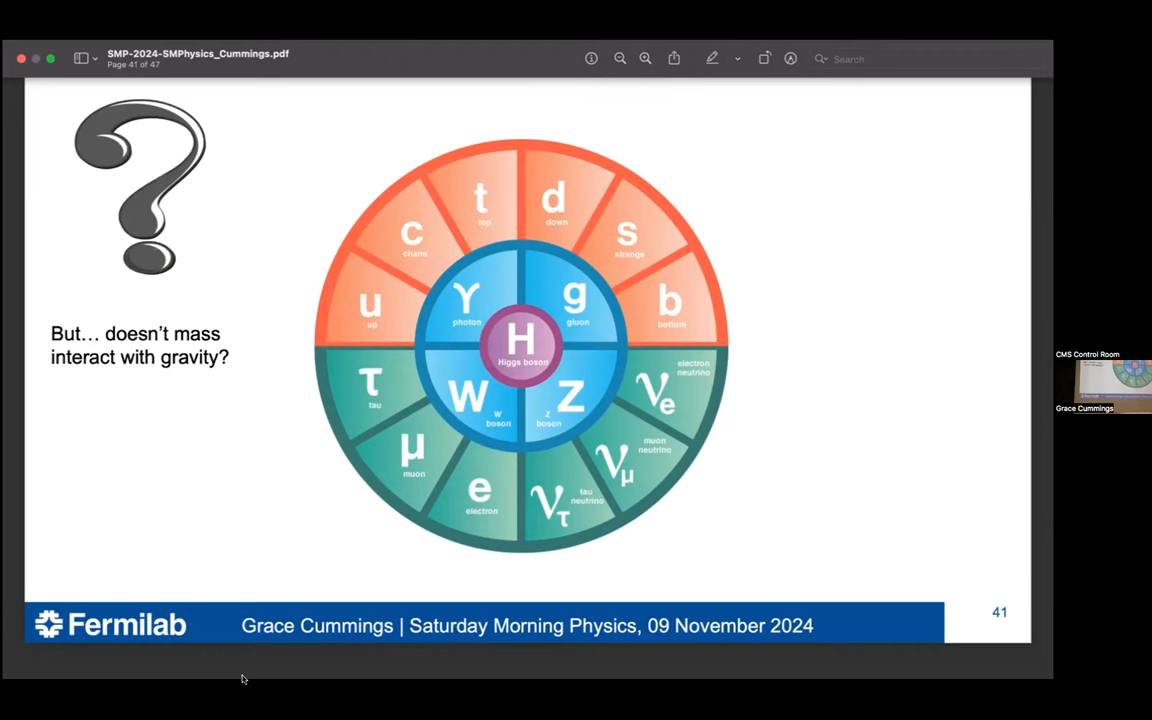 SMP-2024-SMPhysics_Cummings.pdf
Page 41 of 47
Search
?
But... doesn't mass
interact with gravity?
t
top
d
down
c
charm
s
strange
u
up
b
bottom
γ
photon
g
gluon
H
Higgs boson
W
W
boson
Z
Z
boson
τ
tau
μ
muon
e
electron
ντ
tau
neutrino
νμ
muon
neutrino
νe
electron
neutrino
CMS Control Room
Grace Cummings
Fermilab
Grace Cummings | Saturday Morning Physics, 09 November 2024
41